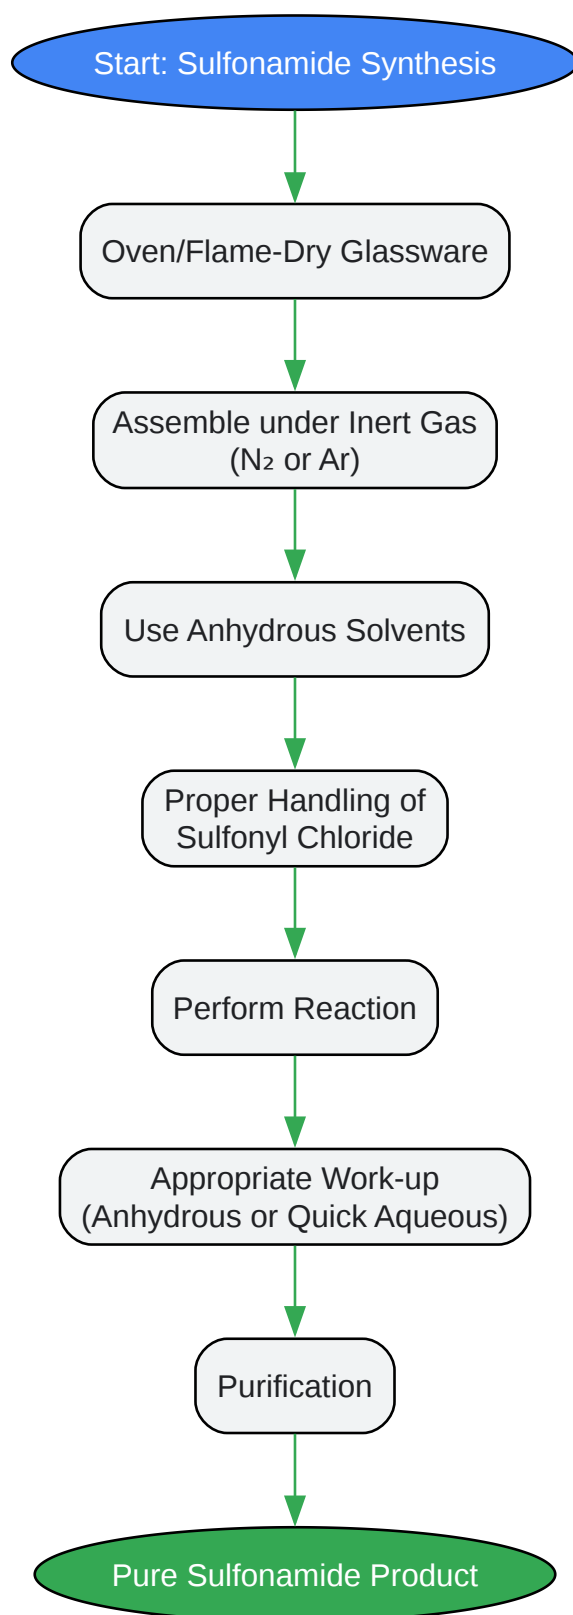 Start: Sulfonamide Synthesis
Oven/Flame-Dry Glassware
Assemble under Inert Gas
(N₂ or Ar)
Use Anhydrous Solvents
Proper Handling of
Sulfonyl Chloride
Perform Reaction
Appropriate Work-up
(Anhydrous or Quick Aqueous)
Purification
Pure Sulfonamide Product